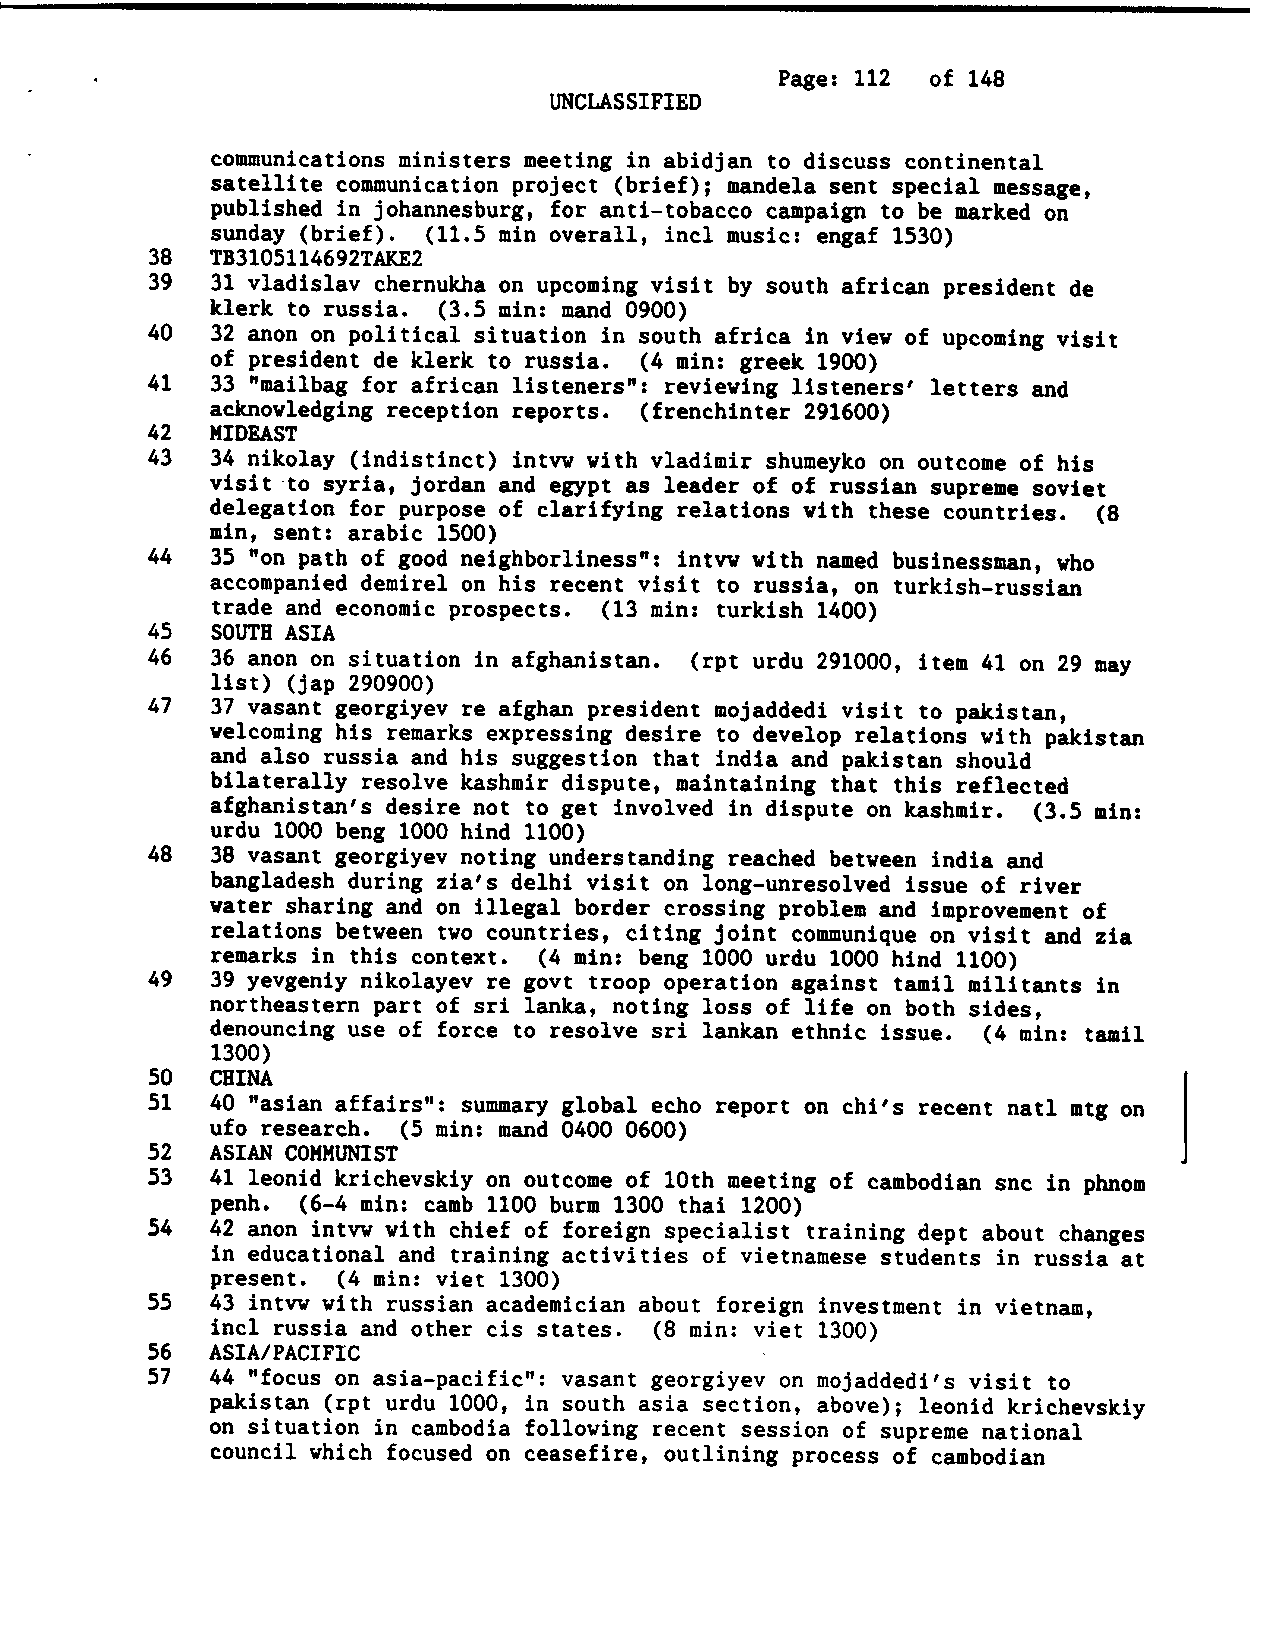 Page: 112 of 148
UNCLASSIFIED
communications ministers meeting in abidjan to discuss continental
satellite communication project (brief); mandela sent special message,
published in johannesburg, for anti-tobacco campaign to be marked on
sunday (brief). (11.5 min overall, incl music: engaf 1530)
38 TB3105114692TAKE2
39 31 vladislav chernukha on upcoming visit by south african president de
klerk to russia. (3.5 min: mand 0900)
40 32 anon on political situation in south africa in view of upcoming visit
of president de klerk to russia. (4 min: greek 1900)
41 33 "mailbag for african listeners": reviewing listeners' letters and
acknowledging reception reports. (frenchinter 291600)
42 MIDEAST
43 34 nikolay (indistinct) intvw with vladimir shumeyko on outcome of his
visit to syria, jordan and egypt as leader of of russian supreme soviet
delegation for purpose of clarifying relations with these countries. (8
min, sent: arabic 1500)
44 35 "on path of good neighborliness": intvw with named businessman, who
accompanied demirel on his recent visit to russia, on turkish-russian
trade and economic prospects. (13 min: turkish 1400)
45 SOUTH ASIA
46 36 anon on situation in afghanistan. (rpt urdu 291000, item 41 on 29 may
list) (jap 290900)
47 37 vasant georgiyev re afghan president mojaddedi visit to pakistan,
welcoming his remarks expressing desire to develop relations with pakistan
and also russia and his suggestion that india and pakistan should
bilaterally resolve kashmir dispute, maintaining that this reflected
afghanistan's desire not to get involved in dispute on kashmir. (3.5 min:
urdu 1000 beng 1000 hind 1100)
48 38 vasant georgiyev noting understanding reached between india and
bangladesh during zia's delhi visit on long-unresolved issue of river
water sharing and on illegal border crossing problem and improvement of
relations between two countries, citing joint communique on visit and zia
remarks in this context. (4 min: beng 1000 urdu 1000 hind 1100)
49 39 yevgeniy nikolayev re govt troop operation against tamil militants in
northeastern part of sri lanka, noting loss of life on both sides,
denouncing use of force to resolve sri lankan ethnic issue. (4 min: tamil
1300)
50 CHINA
51 40 "asian affairs": summary global echo report on chi's recent natl mtg on
ufo research. (5 min: mand 0400 0600)
52 ASIAN COMMUNIST
53 41 leonid krichevskiy on outcome of 10th meeting of cambodian snc in phnom
penh. (6-4 min: camb 1100 burm 1300 thai 1200)
54 42 anon intvw with chief of foreign specialist training dept about changes
in educational and training activities of vietnamese students in russia at
present. (4 min: viet 1300)
55 43 intvw with russian academician about foreign investment in vietnam,
incl russia and other cis states. (8 min: viet 1300)
56 ASIA/PACIFIC
57 44 "focus on asia-pacific": vasant georgiyev on mojaddedi's visit to
pakistan (rpt urdu 1000, in south asia section, above); leonid krichevskiy
on situation in cambodia following recent session of supreme national
council which focused on ceasefire, outlining process of cambodian